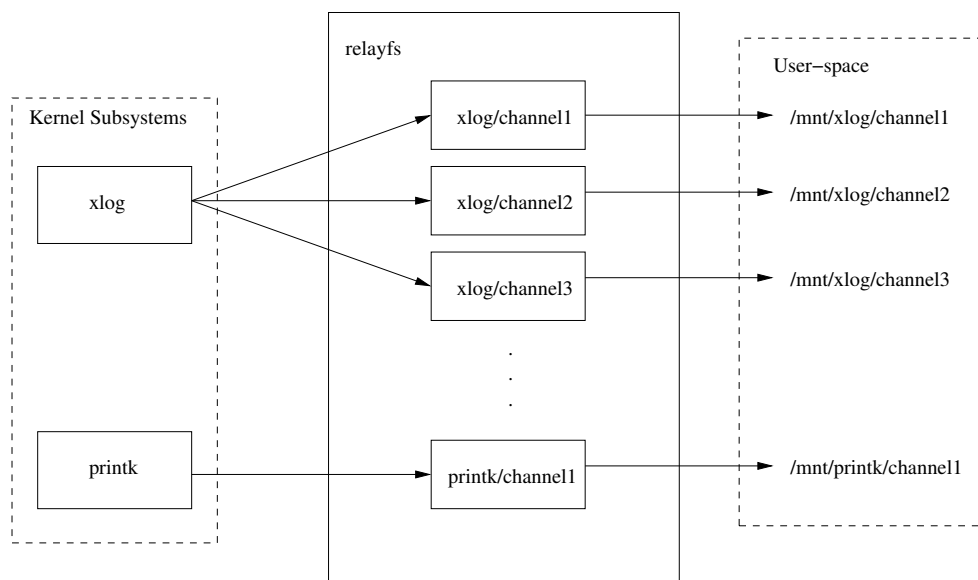 relayfs
User−space
Kernel Subsystems
xlog/channel1
/mnt/xlog/channel1
xlog
xlog/channel2
/mnt/xlog/channel2
xlog/channel3
/mnt/xlog/channel3
.
.
.
printk
printk/channel1
/mnt/printk/channel1